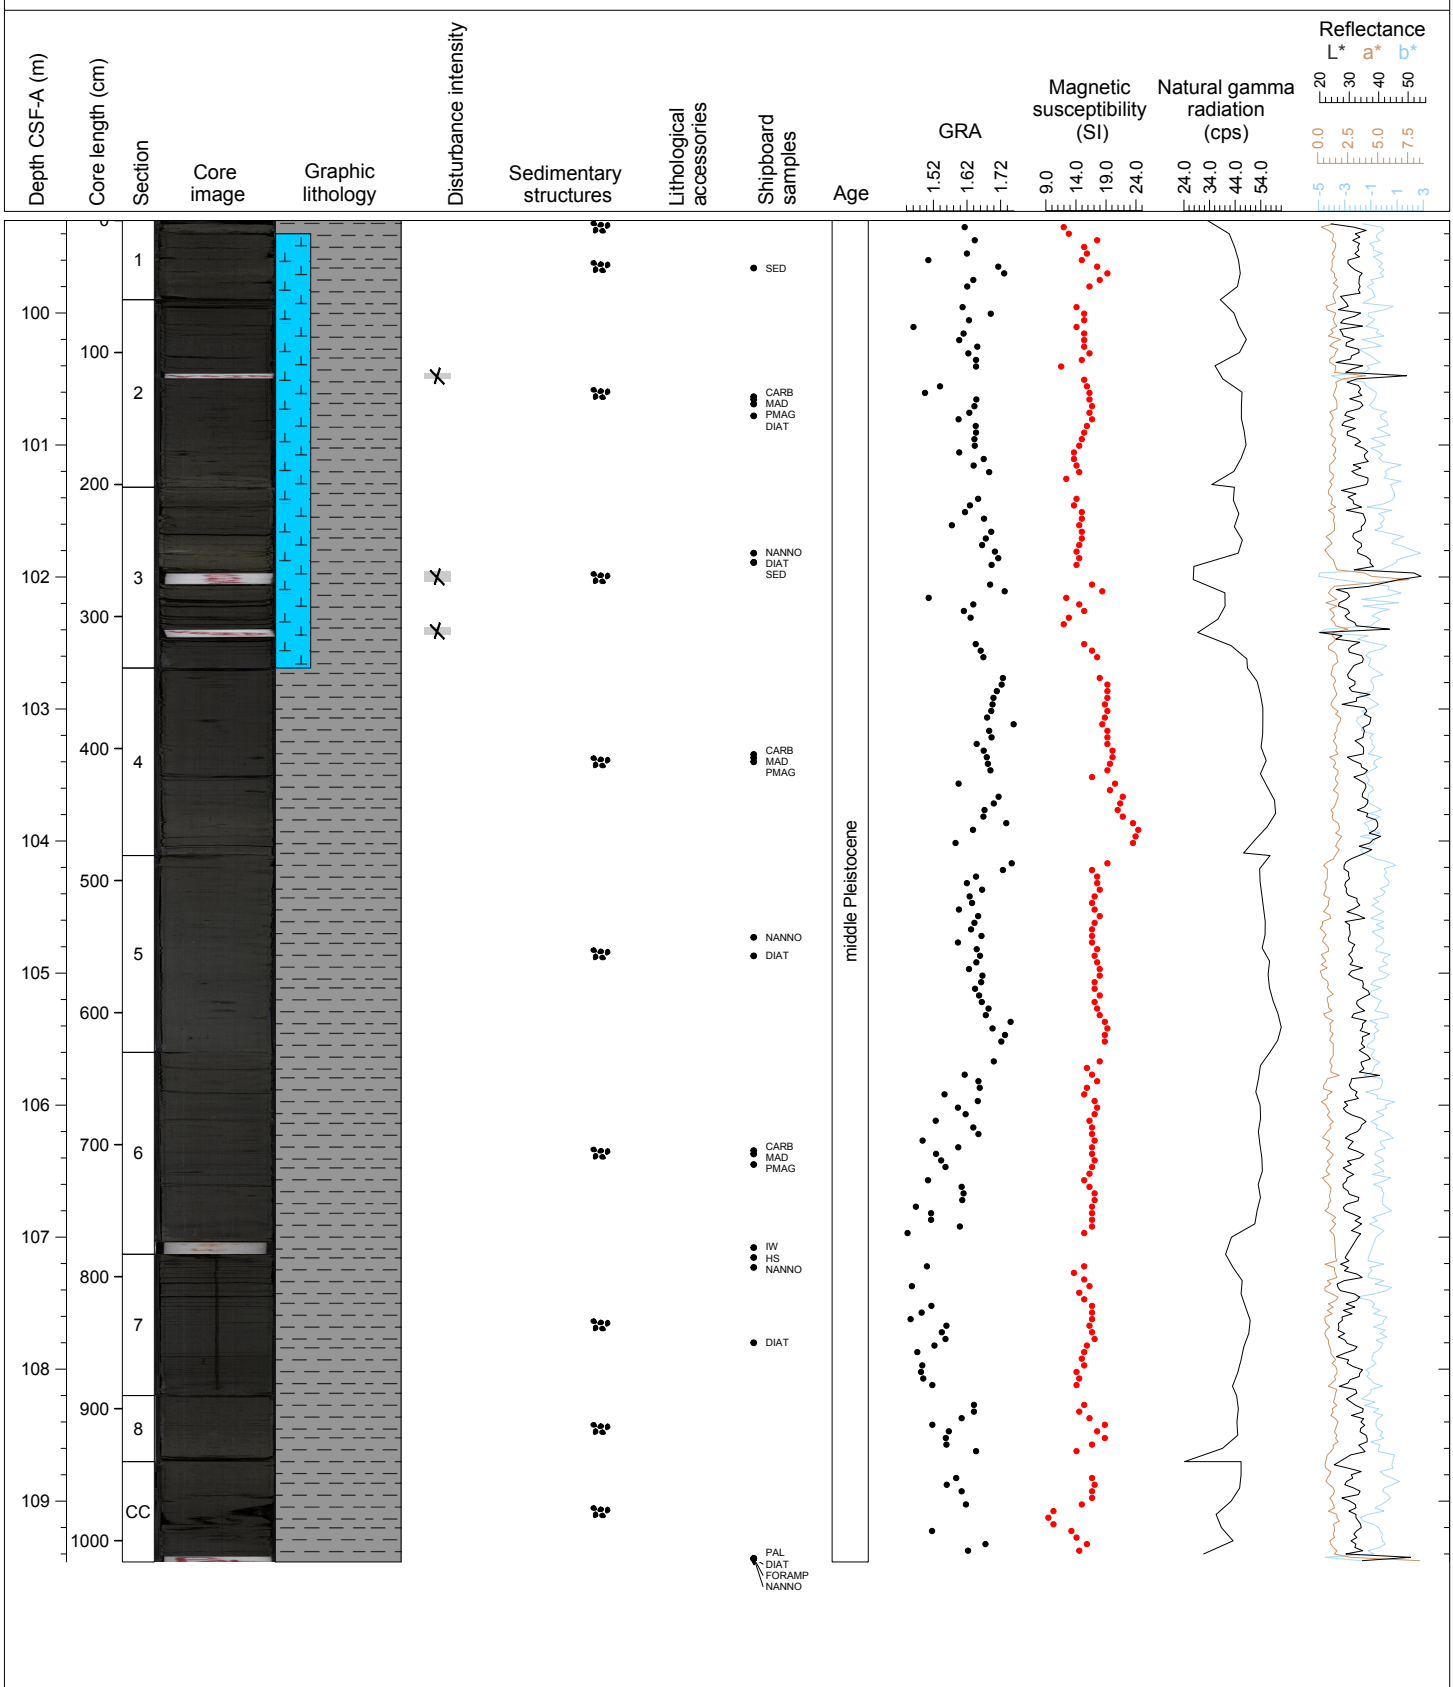 Depth CSF-A (m)
Core length (cm)
Section
Core
image
Graphic
lithology
Disturbance intensity
Sedimentary
structures
Lithological
accessories
Shipboard
samples
Age
GRA
1.52 1.62 1.72
Magnetic
susceptibility
(SI)
9.0 14.0 19.0 24.0
Natural gamma
radiation
(cps)
24.0 34.0 44.0 54.0
Reflectance
L* a* b*
20 30 40 50
0.0 2.5 5.0 7.5
-5 -3 -1 1 3
0
1
SED
100
100
2
CARB
MAD
PMAG
DIAT
101
200
3
NANNO
DIAT
SED
102
300
103
400
4
CARB
MAD
PMAG
104
500
middle Pleistocene
5
NANNO
DIAT
105
600
106
700
6
CARB
MAD
PMAG
107
IW
HS
NANNO
800
7
DIAT
108
900
8
109
CC
1000
PAL
DIAT
FORAMP
NANNO